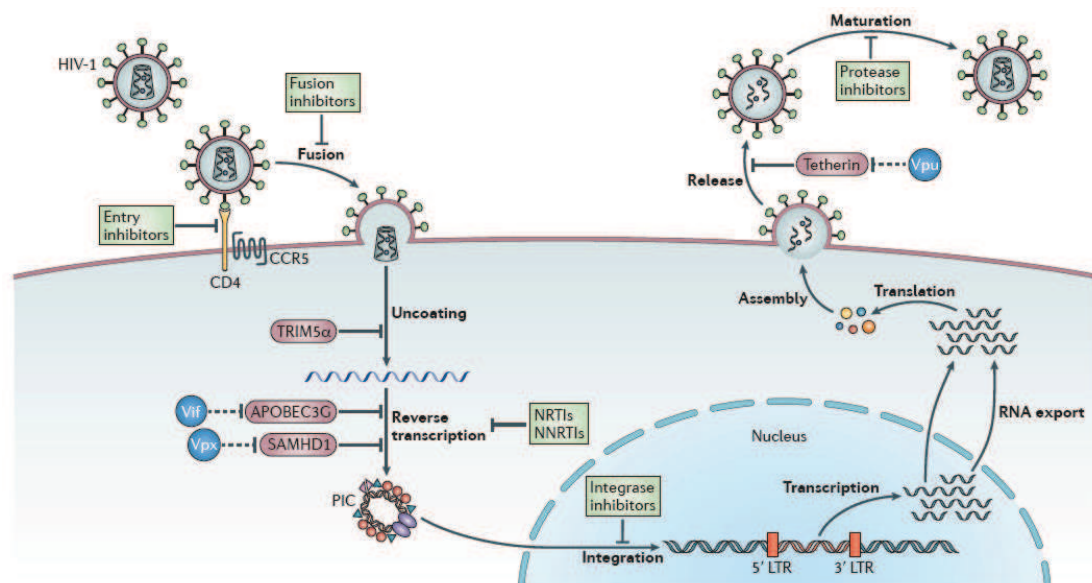 HIV-1
Fusion
inhibitors
Fusion
Entry
inhibitors
CCR5
CD4
Uncoating
TRIM5α
Vif
APOBEC3G
Vpx
SAMHD1
Reverse
transcription
NRTIs
NNRTIs
PIC
Integrase
inhibitors
Integration
5′ LTR
3′ LTR
Nucleus
Transcription
RNA export
Translation
Assembly
Release
Tetherin
Vpu
Maturation
Protease
inhibitors